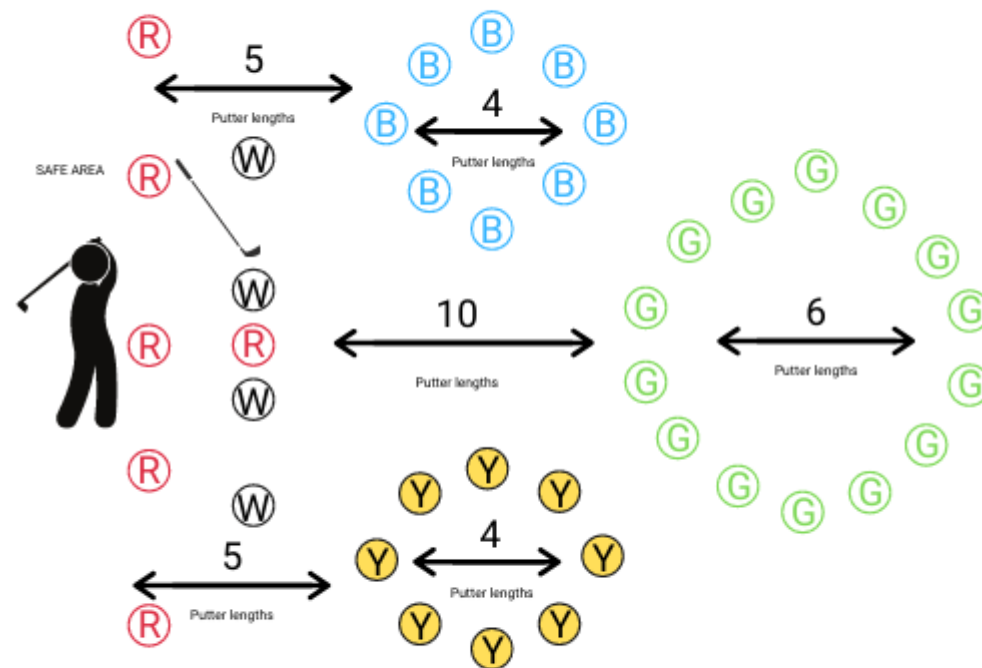 R B
5 B B
4
Putter lengths B B
W Putter lengths
SAFE AREA R G
B B G G
B G G
W G 10 6 G
R R
Putter lengths
Putter lengths G G
W
G G
R Y
Y Y G G
W G
4
5 Y Y
Putter lengths
Putter lengths
R Y Y
Y